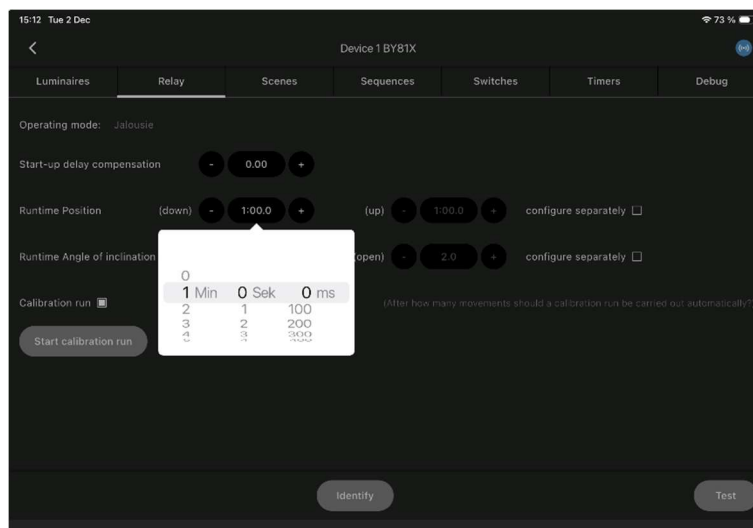 15:12 Tue 2 Dec 73 %
Device 1 BY81X
Luminaires Relay Scenes Sequences Switches Timers Debug
Operating mode: Jalousie
Start-up delay compensation - 0.00 +
Runtime Position (down) - 1:00.0 + (up) - 1:00.0 + configure separately
Runtime Angle of inclination (open) - 2.0 + configure separately
0
1 Min 0 Sek 0 ms
2 1 100
3 2 200
4 3 300
Calibration run (After how many movements should a calibration run be carried out automatically?
Start calibration run
Identify Test